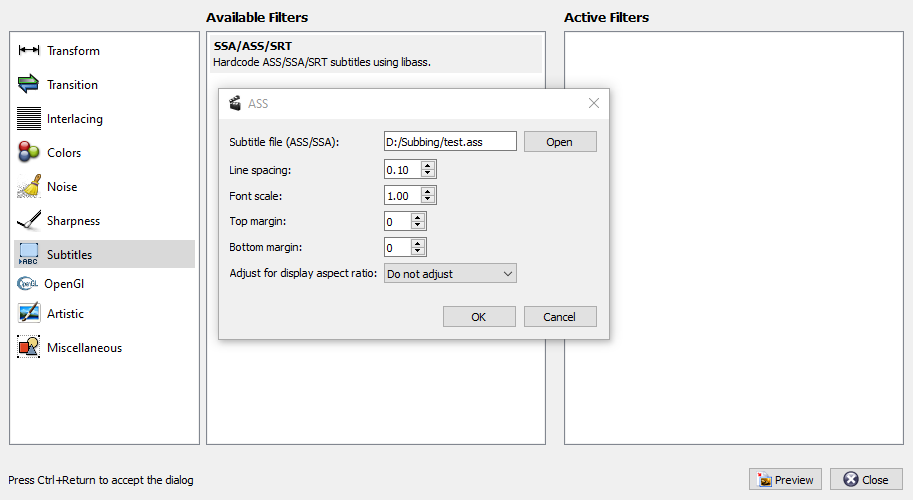 Available Filters
Active Filters
Transform
Transition
Interlacing
Colors
Noise
Sharpness
ABC
Subtitles
OpenGL
OpenGl
Artistic
Miscellaneous
SSA/ASS/SRT
Hardcode ASS/SSA/SRT subtitles using libass.
ASS
Subtitle file (ASS/SSA): D:/Subbing/test.ass Open
Line spacing: 0.10
Font scale: 1.00
Top margin: 0
Bottom margin: 0
Adjust for display aspect ratio: Do not adjust
OK Cancel
Press Ctrl+Return to accept the dialog
Preview Close